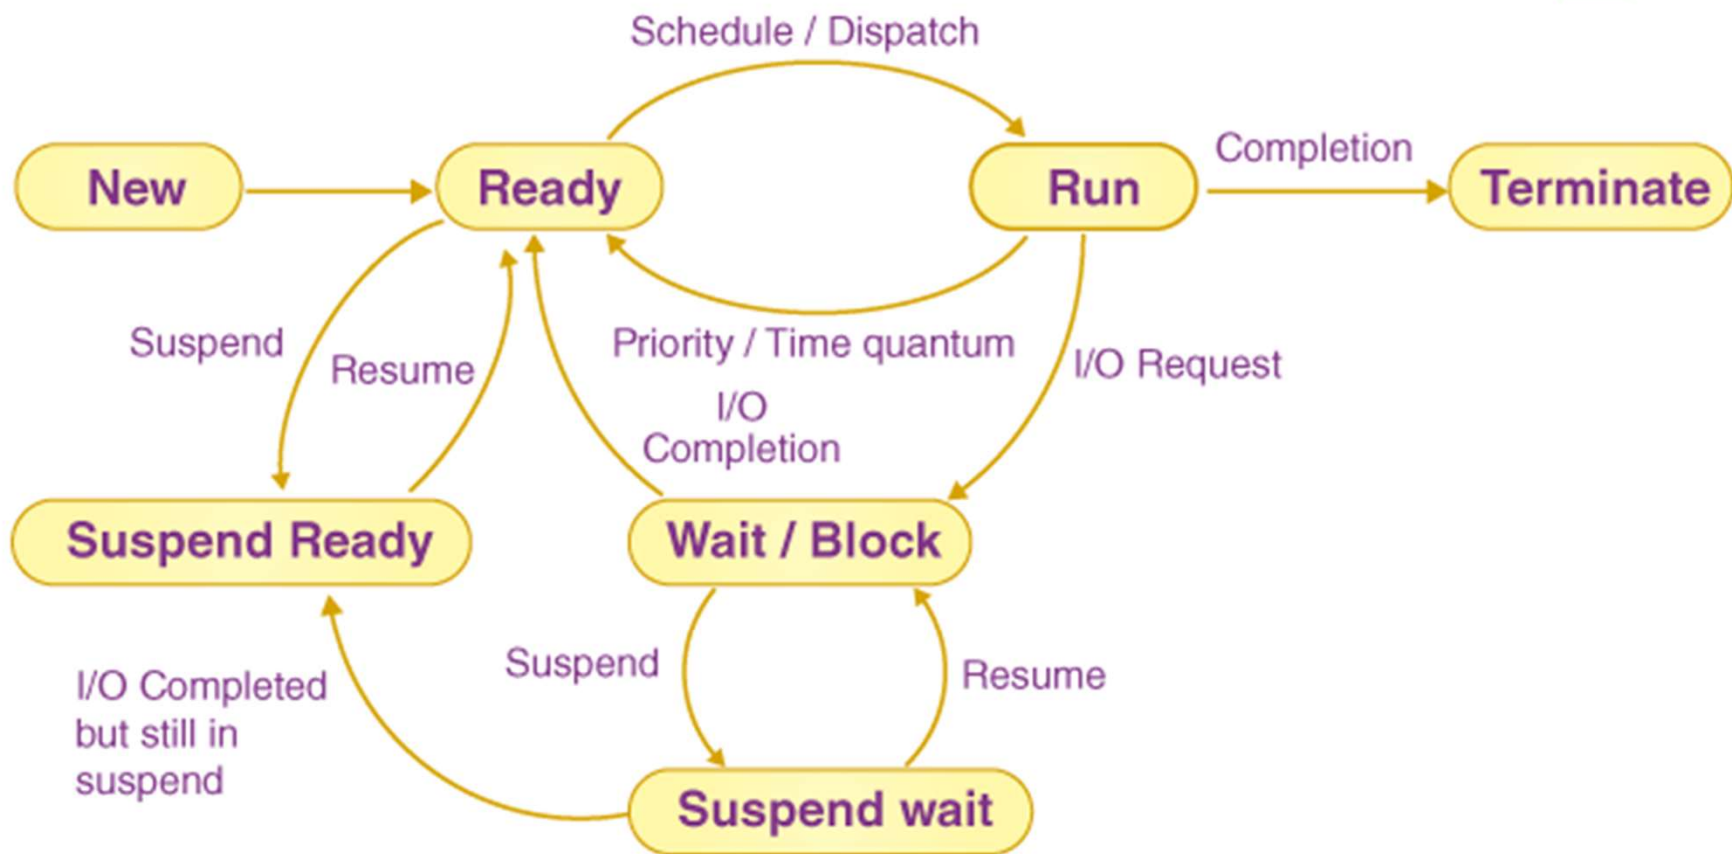 Schedule / Dispatch
New
Ready
Run
Completion
Terminate
Suspend
Resume
Priority / Time quantum
I/O Request
I/O
Completion
Suspend Ready
Wait / Block
Suspend
Resume
I/O Completed
but still in
suspend
Suspend wait